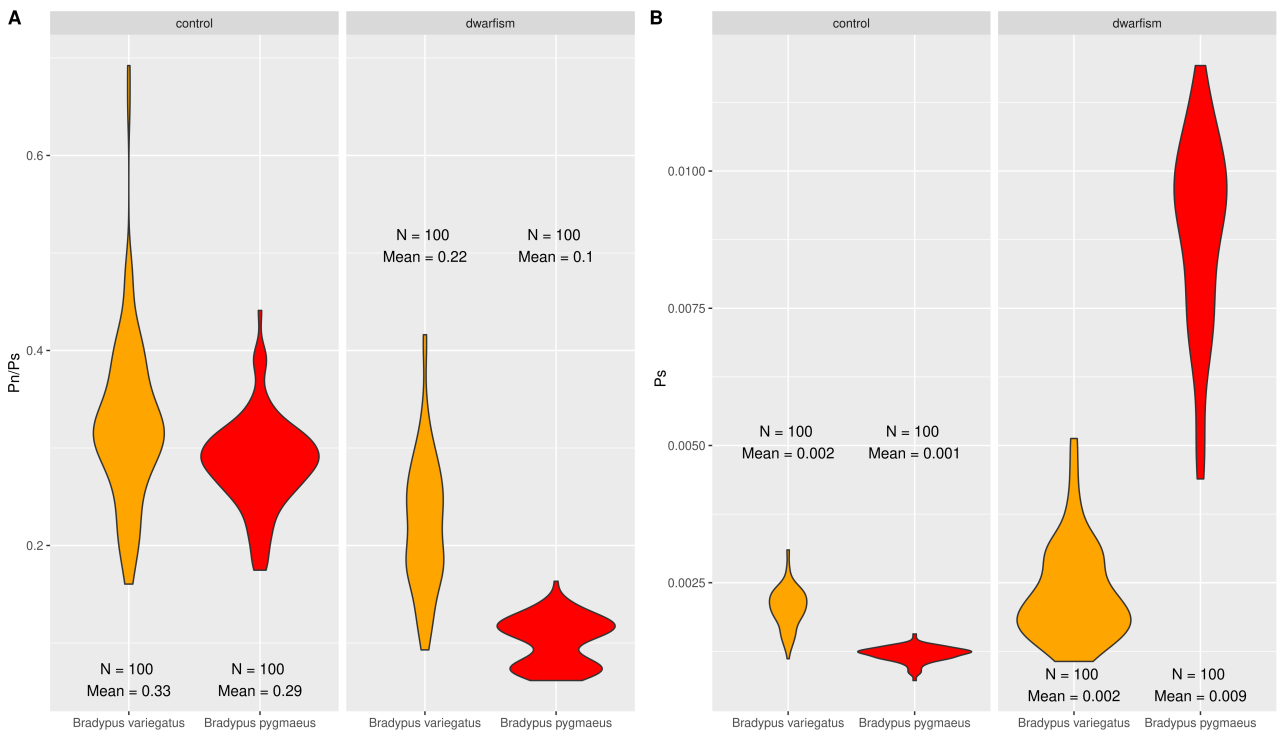 A
control
dwarfism
Pn/Ps
0.6
0.4
0.2
N = 100
Mean = 0.33
N = 100
Mean = 0.29
N = 100
Mean = 0.22
N = 100
Mean = 0.1
Bradypus variegatus
Bradypus pygmaeus
Bradypus variegatus
Bradypus pygmaeus
B
control
dwarfism
Ps
0.0100
0.0075
0.0050
0.0025
N = 100
Mean = 0.002
N = 100
Mean = 0.001
N = 100
Mean = 0.002
N = 100
Mean = 0.009
Bradypus variegatus
Bradypus pygmaeus
Bradypus variegatus
Bradypus pygmaeus